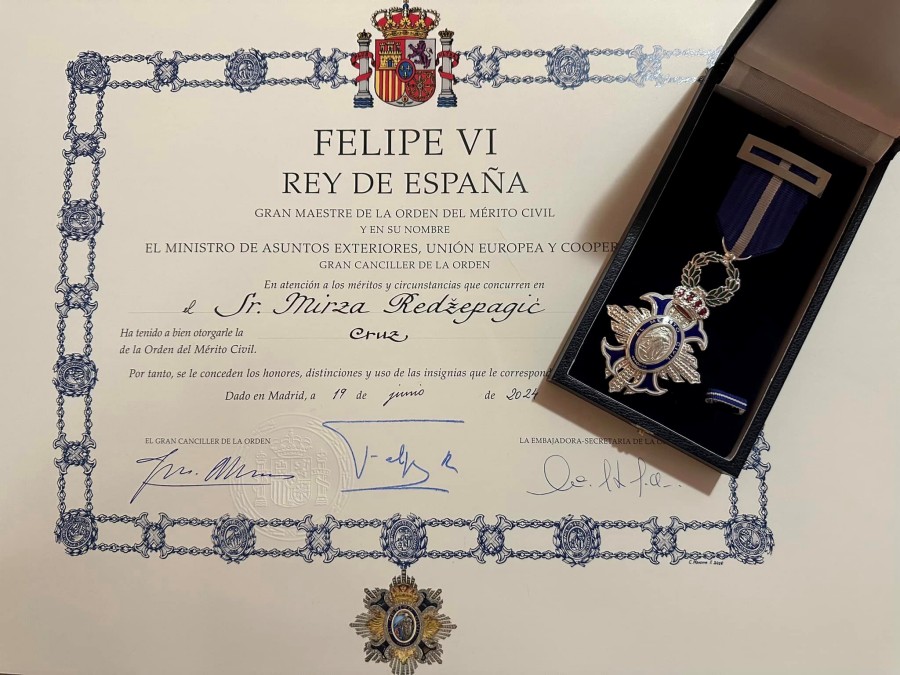 FELIPE VI
REY DE ESPAÑA
GRAN MAESTRE DE LA ORDEN DEL MÉRITO CIVIL
Y EN SU NOMBRE
EL MINISTRO DE ASUNTOS EXTERIORES, UNIÓN EUROPEA Y COOPER
GRAN CANCILLER DE LA ORDEN
En atención a los méritos y circunstancias que concurren en
el Sr. Mirza Redžepagić
Ha tenido a bien otorgarle la Cruz,
de la Orden del Mérito Civil.
Por tanto, se le conceden los honores, distinciones y uso de las insignias que le correspond
Dado en Madrid, a 19 de junio de 2024
EL GRAN CANCILLER DE LA ORDEN
LA EMBAJADORA-SECRETARIA DE LA